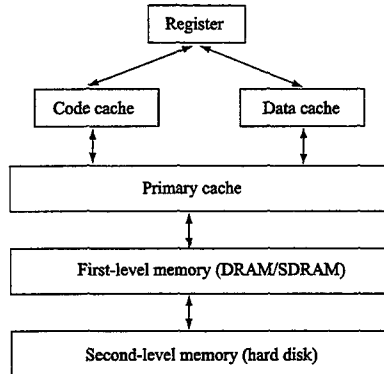 Register
Code cache
Data cache
Primary cache
First-level memory (DRAM/SDRAM)
Second-level memory (hard disk)